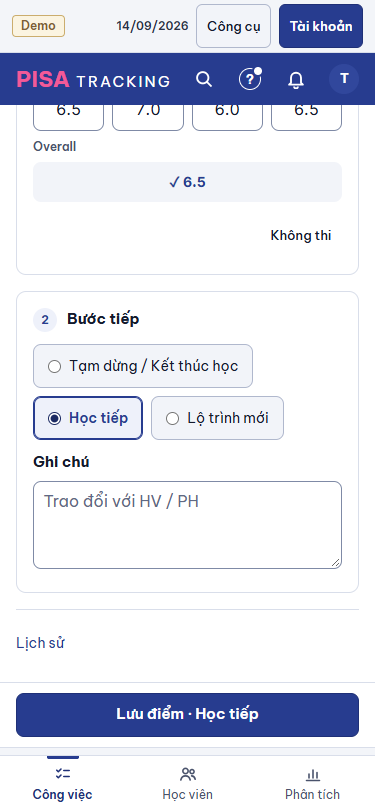 Demo
14/09/2026
Công cụ
Tài khoản
PISA TRACKING
?
T
6.5 7.0 6.0 6.5
Overall
✓ 6.5
Không thi
2 Bước tiếp
Tạm dừng / Kết thúc học
Học tiếp
Lộ trình mới
Ghi chú
Trao đổi với HV / PH
Lịch sử
Lưu điểm · Học tiếp
Công việc
Học viên
Phân tích